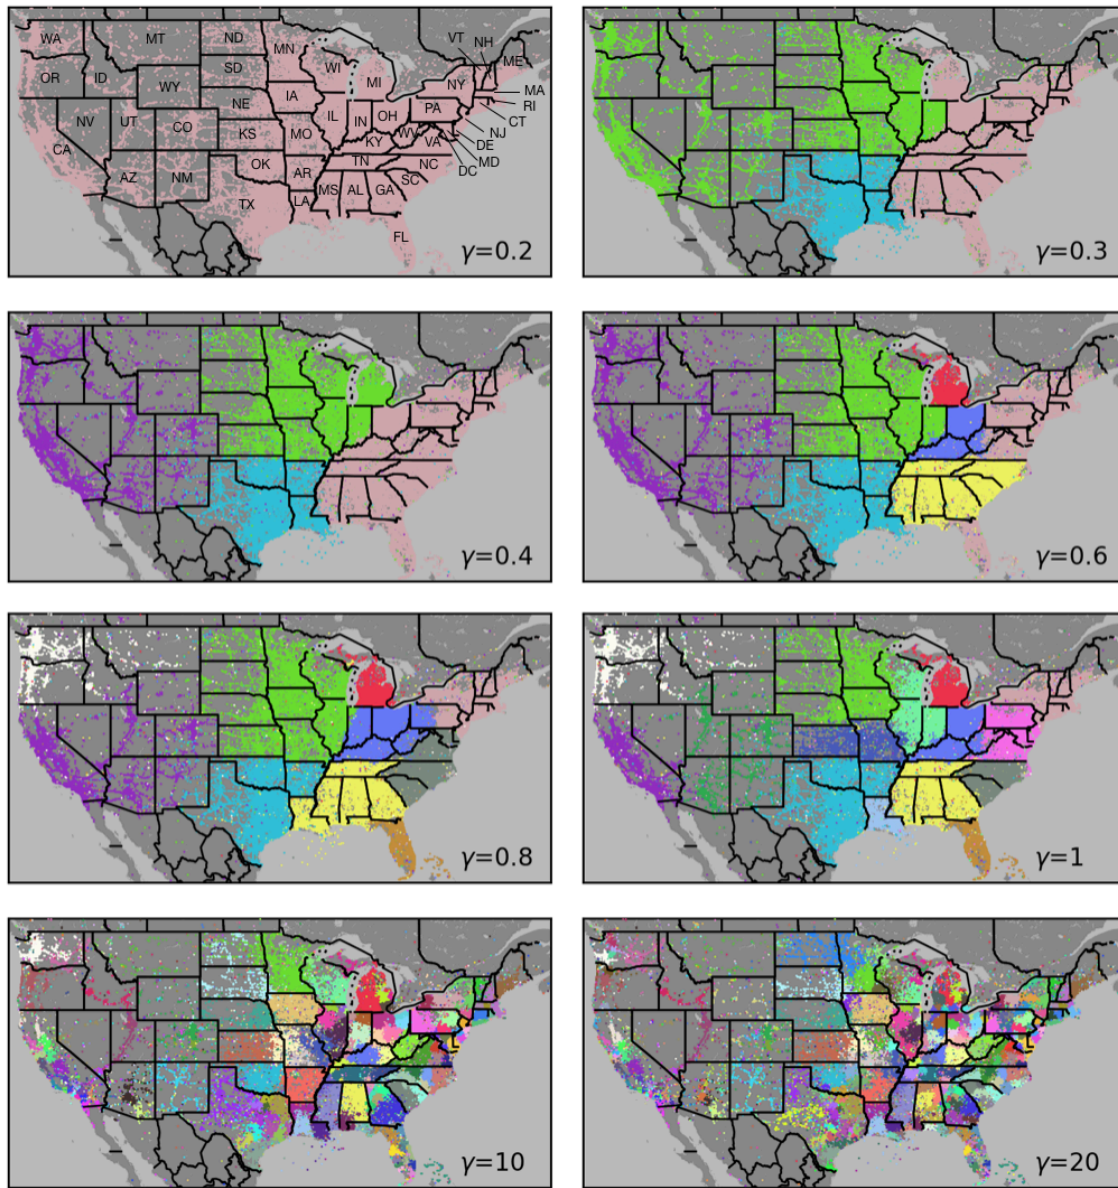 WA MT ND MN VT NH ME
OR ID SD WI MI NY MA
WY NE IA PA RI
NV UT CO IL IN OH CT
CA KS MO WV VA NJ
KY DE
AZ NM OK TN NC MD
AR SC DC
TX LA MS AL GA
FL
γ=0.2
γ=0.3
γ=0.4
γ=0.6
γ=0.8
γ=1
γ=10
γ=20